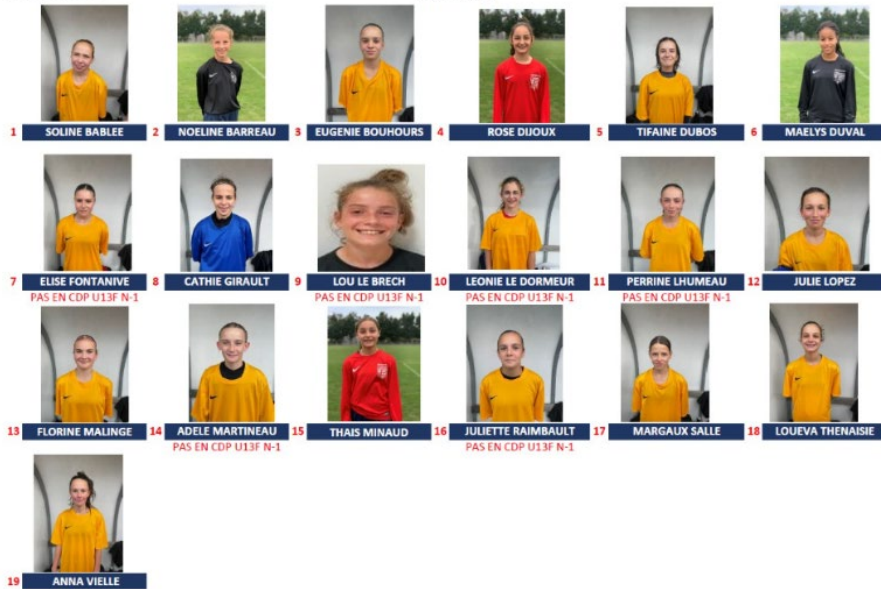 1 SOLINE BABLEE 2 NOELINE BARREAU 3 EUGENIE BOUHOURS 4 ROSE DIJOUX 5 TIFAINE DUBOS 6 MAELYS DUVAL
7 ELISE FONTANIVE 8 CATHIE GIRAULT 9 LOU LE BRECH 10 LEONIE LE DORMEUR 11 PERRINE LHUMEAU 12 JULIE LOPEZ
PAS EN CDP U13F N-1 PAS EN CDP U13F N-1 PAS EN CDP U13F N-1 PAS EN CDP U13F N-1
13 FLORINE MALINGE 14 ADELE MARTINEAU 15 THAIS MINAUD 16 JULIETTE RAIMBAULT 17 MARGAUX SALLE 18 LOUEVA THENAISIE
PAS EN CDP U13F N-1 PAS EN CDP U13F N-1
19 ANNA VIELLE